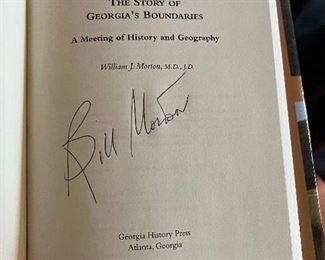 THE STORY OF
GEORGIA'S BOUNDARIES
A Meeting of History and Geography
William J. Morton, M.D., J.D.
Bill Morton
Georgia History Press
Atlanta, Georgia